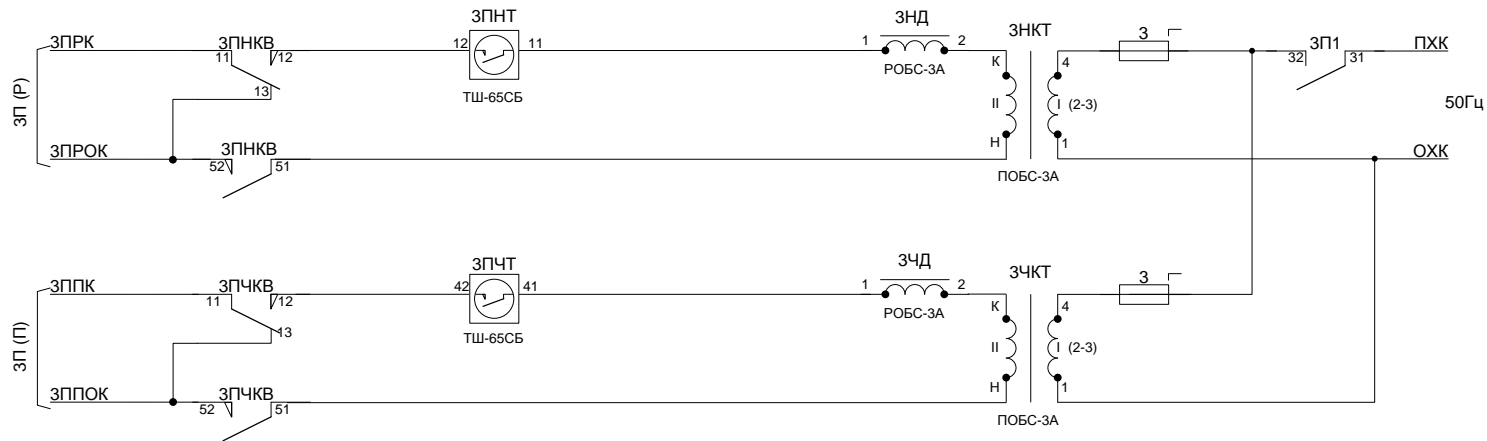 3ПНТ
3НД
3НКТ
3ПРК
3ПНКВ
11
12
12
11
1
2
3
32
3П1
31
ПХК
К
4
РОБС-3А
13
ТШ-65СБ
II
I
(2-3)
50Гц
3П (Р)
3ПРОК
3ПНКВ
52
51
Н
1
ОХК
ПОБС-3А
3ПЧТ
3ЧД
3ЧКТ
3ППК
3ПЧКВ
11
12
42
41
1
2
3
К
4
РОБС-3А
13
ТШ-65СБ
II
I
(2-3)
3П (П)
3ППОК
3ПЧКВ
52
51
Н
1
ПОБС-3А